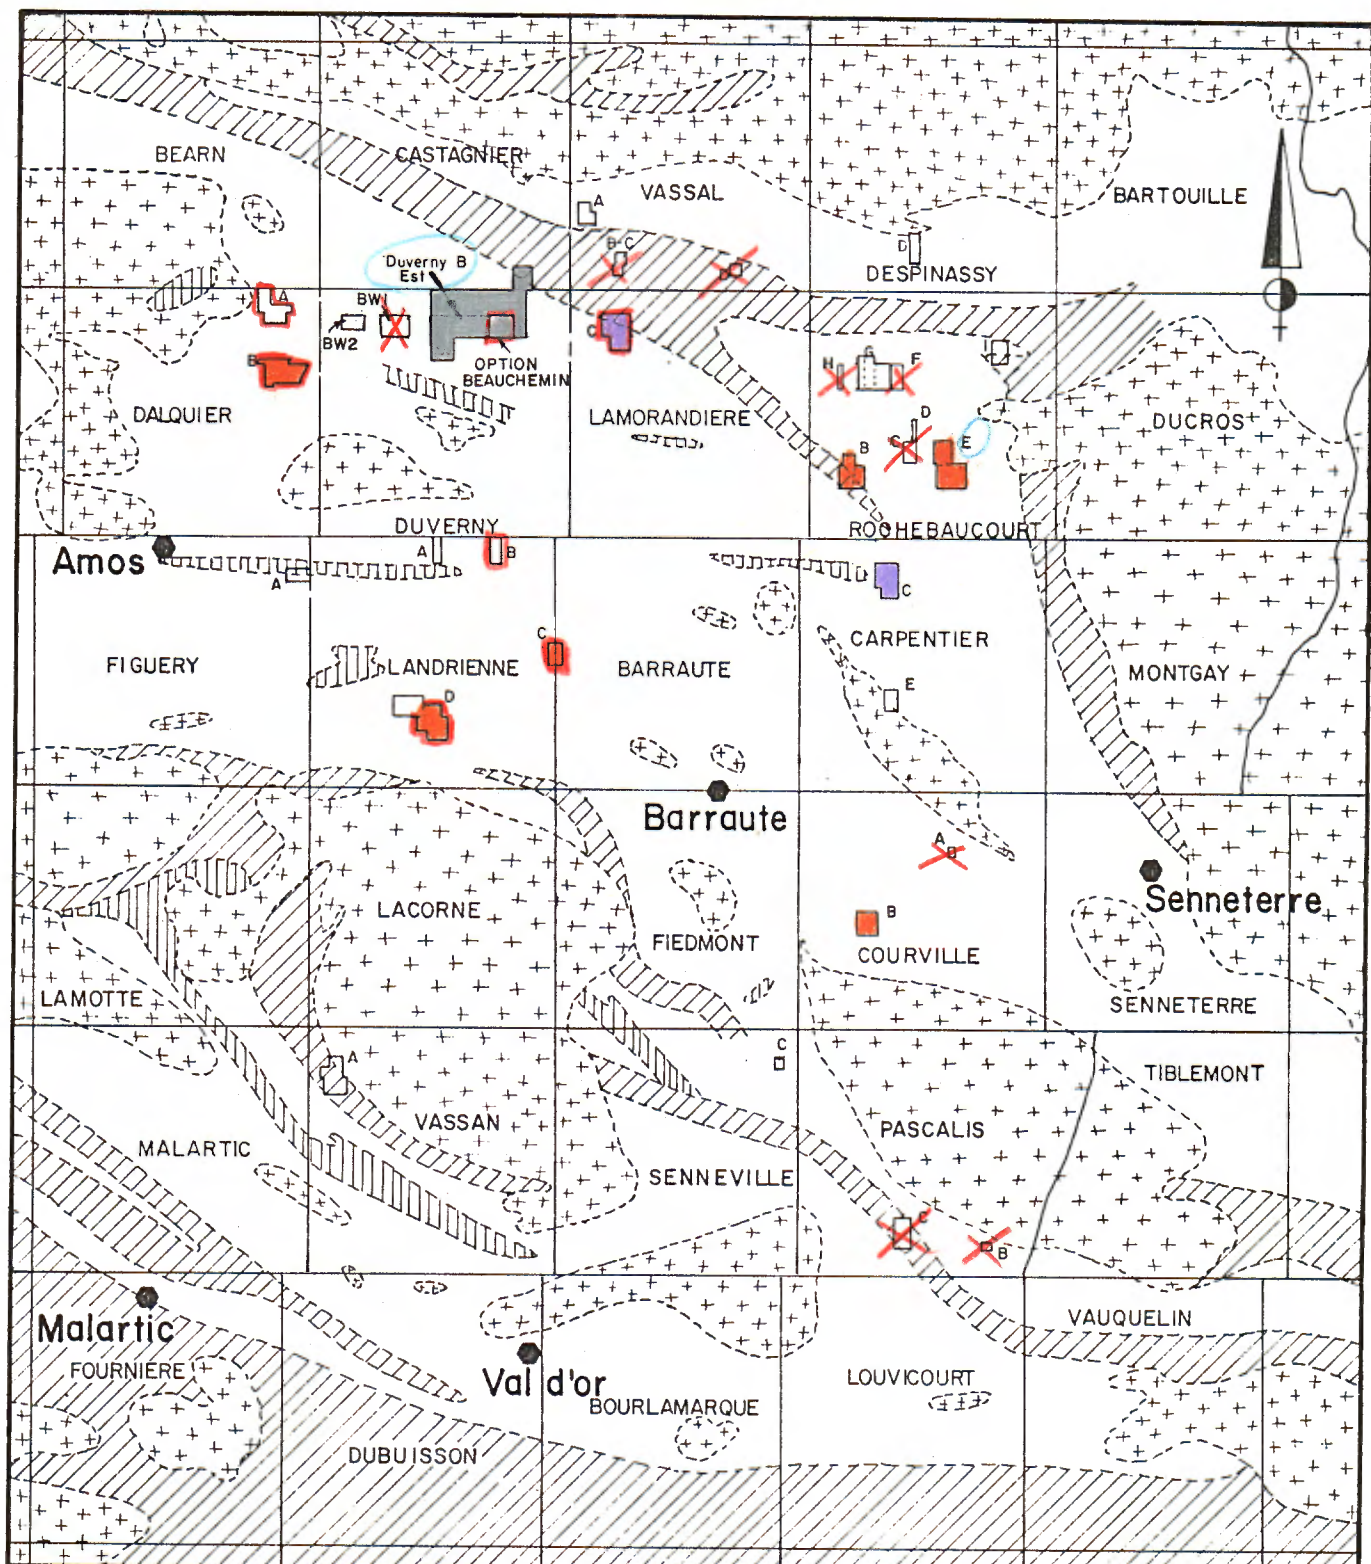 BEARN
CASTAGNIER
VASSAL
BARTOUILLE
A
B-C
D
D
DESPINASSY
Duverny B
Est
A
BW1
BW2
C
OPTION
BEAUCHEMIN
H
G
F
B
DALQUIER
LAMORANDIERE
DUCROS
D
C
E
B
DUVERNY
ROCHEBAUCOURT
Amos
A
A
B
C
C
CARPENTIER
FIGUERY
LANDRIENNE
BARRAUTE
MONTGAY
D
E
Barraute
A
Senneterre
LACORNE
B
FIEDMONT
COURVILLE
LAMOTTE
SENNETERRE
A
C
TIBLEMONT
VASSAN
PASCALIS
MALARTIC
SENNEVILLE
C
B
Malartic
VAUQUELIN
FOURNIERE
Val d'or
LOUVICOURT
BOURLAMARQUE
DUBUISSON